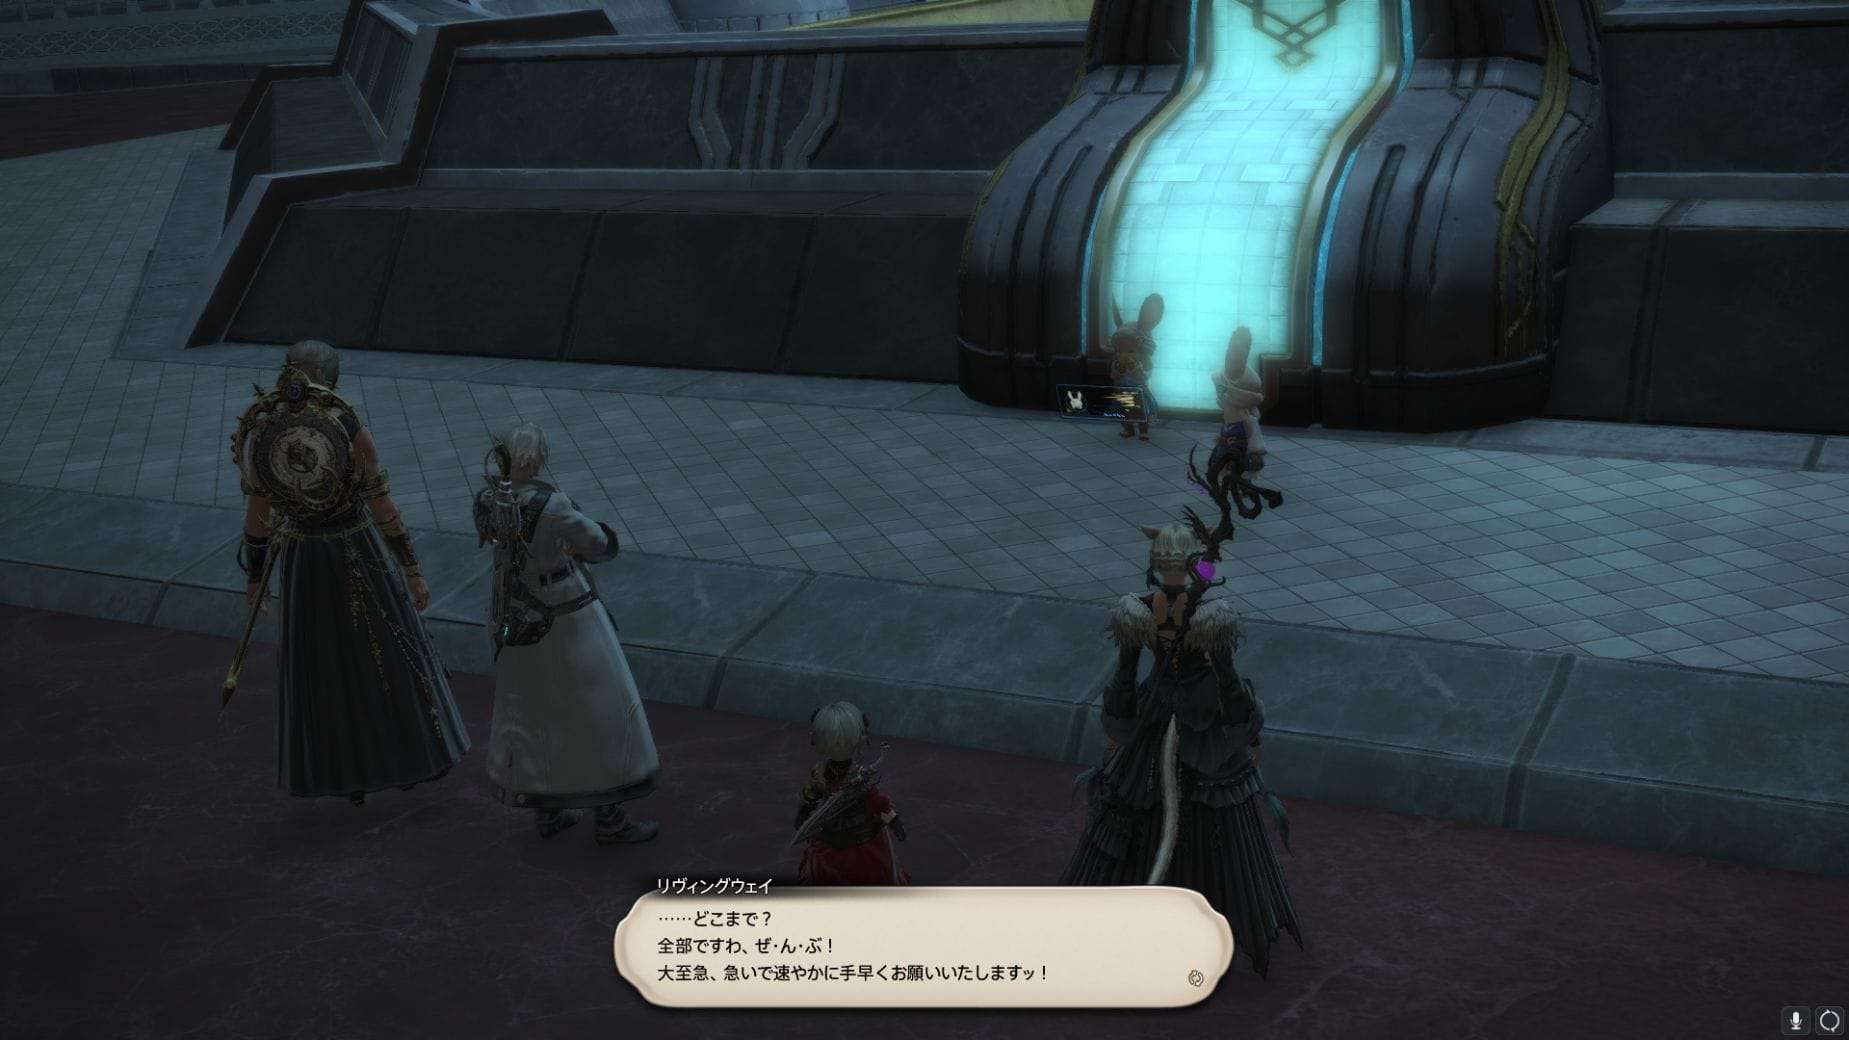 リヴィングウェイ
……どこまで？
全部ですわ、ぜ・ん・ぶ！
大至急、急いで速やかに手早くお願いいたしますッ！